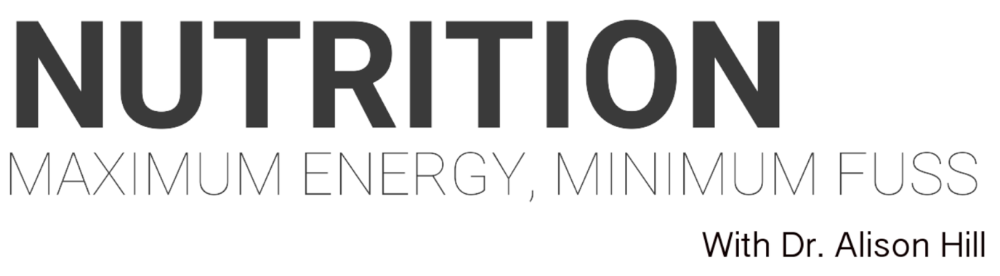 NUTRITION
MAXIMUM ENERGY, MINIMUM FUSS
With Dr. Alison Hill